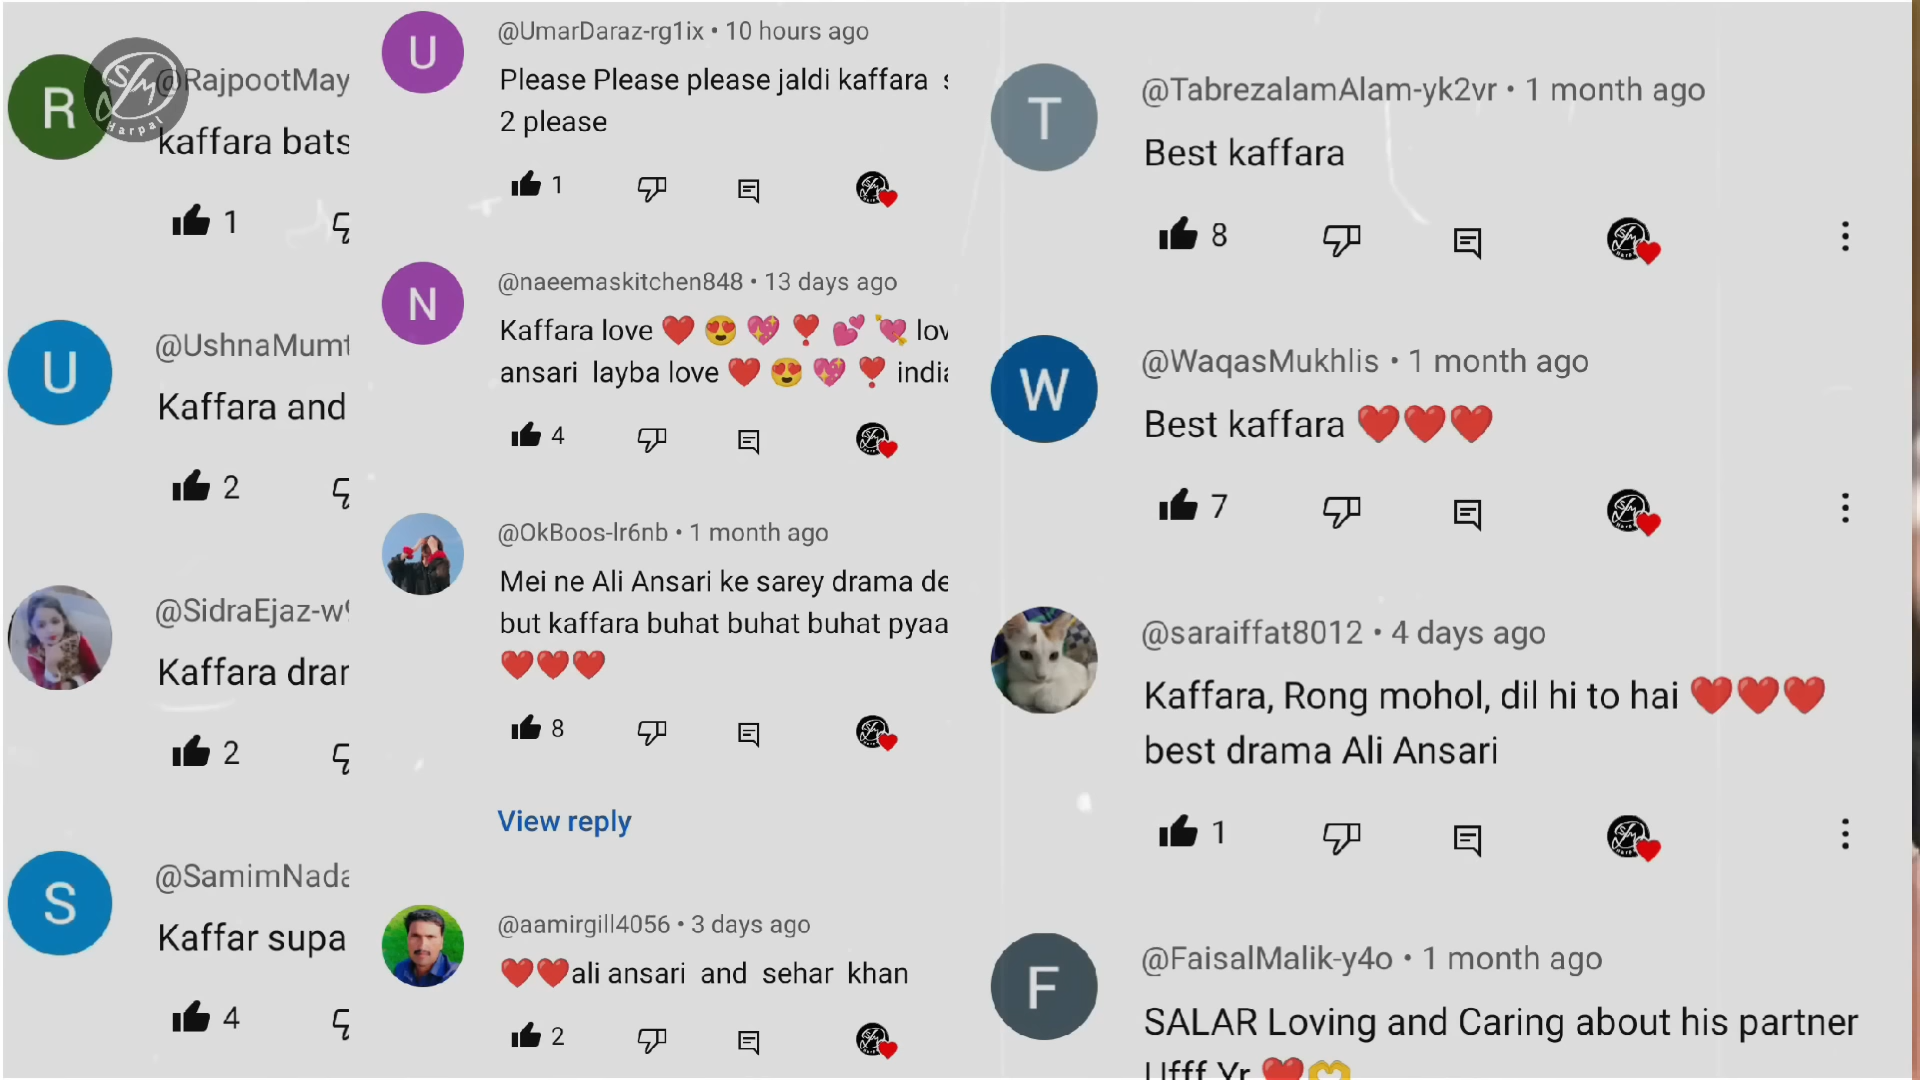 R
@RajpootMay
kaffara bats
1
U
@UshnaMumt
Kaffara and
2
@SidraEjaz-w9
Kaffara drar
2
S
@SamimNada
Kaffar supa
4
SM
Harpal
U
@UmarDaraz-rg1ix • 10 hours ago
Please Please please jaldi kaffara s
2 please
1
N
@naeemaskitchen848 • 13 days ago
Kaffara love ❤️ 😍 💖 ❣️ 💕 💘 lov
ansari layba love ❤️ 😍 💖 ❣️ india
4
@OkBoos-lr6nb • 1 month ago
Mei ne Ali Ansari ke sarey drama de
but kaffara buhat buhat buhat pyaa
❤️❤️❤️
8
View reply
@aamirgill4056 • 3 days ago
❤️❤️ali ansari and sehar khan
2
T
@TabrezalamAlam-yk2vr • 1 month ago
Best kaffara
8
W
@WaqasMukhlis • 1 month ago
Best kaffara ❤️❤️❤️
7
@saraiffat8012 • 4 days ago
Kaffara, Rong mohol, dil hi to hai ❤️❤️❤️
best drama Ali Ansari
1
F
@FaisalMalik-y4o • 1 month ago
SALAR Loving and Caring about his partner
Ufff Yr ❤️🫶